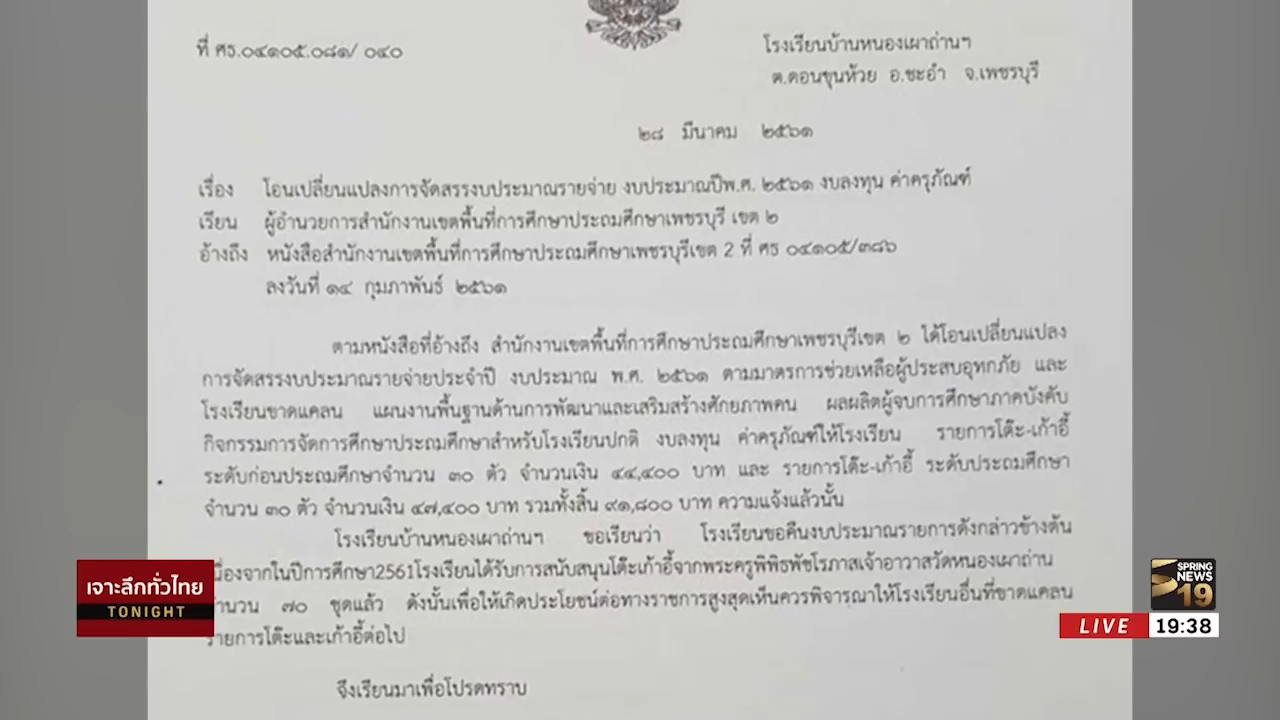 ที่ ศธ.๐๔๑๐๕.๐๘๑/ ๐๔๐
โรงเรียนบ้านหนองเผาถ่านฯ
ต.ดอนขุนห้วย อ.ชะอำ จ.เพชรบุรี
๒๘ มีนาคม ๒๕๖๑
เรื่อง โอนเปลี่ยนแปลงการจัดสรรงบประมาณรายจ่าย งบประมาณปีพ.ศ. ๒๕๖๑ งบลงทุน ค่าครุภัณฑ์
เรียน ผู้อำนวยการสำนักงานเขตพื้นที่การศึกษาประถมศึกษาเพชรบุรี เขต ๒
อ้างถึง หนังสือสำนักงานเขตพื้นที่การศึกษาประถมศึกษาเพชรบุรีเขต 2 ที่ ศธ ๐๔๑๐๕/๓๘๖
ลงวันที่ ๑๔ กุมภาพันธ์ ๒๕๖๑
ตามหนังสือที่อ้างถึง สำนักงานเขตพื้นที่การศึกษาประถมศึกษาเพชรบุรีเขต ๒ ได้โอนเปลี่ยนแปลง
การจัดสรรงบประมาณรายจ่ายประจำปี งบประมาณ พ.ศ. ๒๕๖๑ ตามมาตรการช่วยเหลือผู้ประสบอุทกภัย และ
โรงเรียนขาดแคลน แผนงานพื้นฐานด้านการพัฒนาและเสริมสร้างศักยภาพคน ผลผลิตผู้จบการศึกษาภาคบังคับ
กิจกรรมการจัดการศึกษาประถมศึกษาสำหรับโรงเรียนปกติ งบลงทุน ค่าครุภัณฑ์ให้โรงเรียน รายการโต๊ะ-เก้าอี้
ระดับก่อนประถมศึกษาจำนวน ๓๐ ตัว จำนวนเงิน ๔๔,๔๐๐ บาท และ รายการโต๊ะ-เก้าอี้ ระดับประถมศึกษา
จำนวน ๓๐ ตัว จำนวนเงิน ๔๗,๔๐๐ บาท รวมทั้งสิ้น ๙๑,๘๐๐ บาท ความแจ้งแล้วนั้น
โรงเรียนบ้านหนองเผาถ่านฯ ขอเรียนว่า โรงเรียนขอคืนงบประมาณรายการดังกล่าวข้างต้น
นื่องจากในปีการศึกษา2561โรงเรียนได้รับการสนับสนุนโต๊ะเก้าอี้จากพระครูพิพิธพัชโรภาสเจ้าอาวาสวัดหนองเผาถ่าน
จำนวน ๗๐ ชุดแล้ว ดังนั้นเพื่อให้เกิดประโยชน์ต่อทางราชการสูงสุดเห็นควรพิจารณาให้โรงเรียนอื่นที่ขาดแคลน
รายการโต๊ะและเก้าอี้ต่อไป
จึงเรียนมาเพื่อโปรดทราบ
เจาะลึกทั่วไทย
TONIGHT
SPRING
NEWS
19
LIVE 19:38